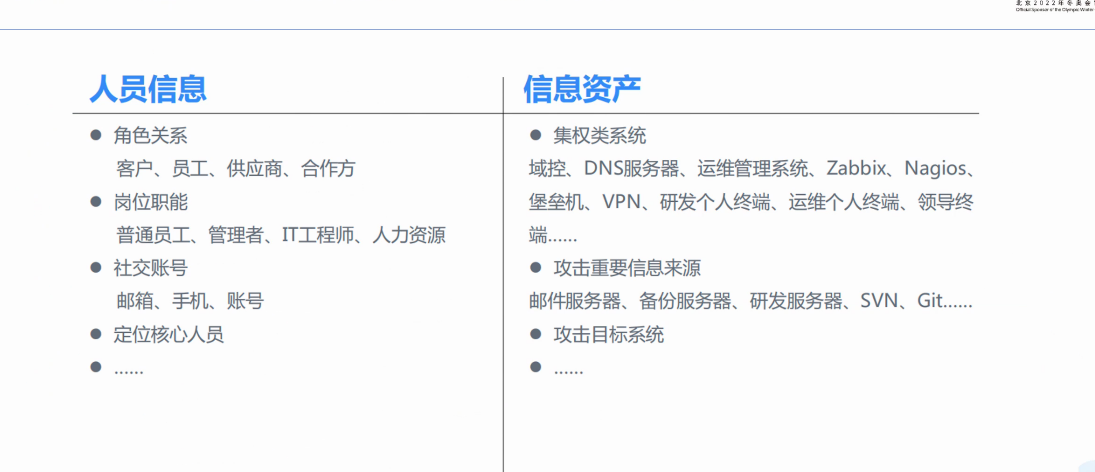 北京2022年冬奥会
Official Sponsor of the Olympic Winter
人员信息
● 角色关系
客户、员工、供应商、合作方
● 岗位职能
普通员工、管理者、IT工程师、人力资源
● 社交账号
邮箱、手机、账号
● 定位核心人员
● ......
信息资产
● 集权类系统
域控、DNS服务器、运维管理系统、Zabbix、Nagios、
堡垒机、VPN、研发个人终端、运维个人终端、领导终
端......
● 攻击重要信息来源
邮件服务器、备份服务器、研发服务器、SVN、Git......
● 攻击目标系统
● ......